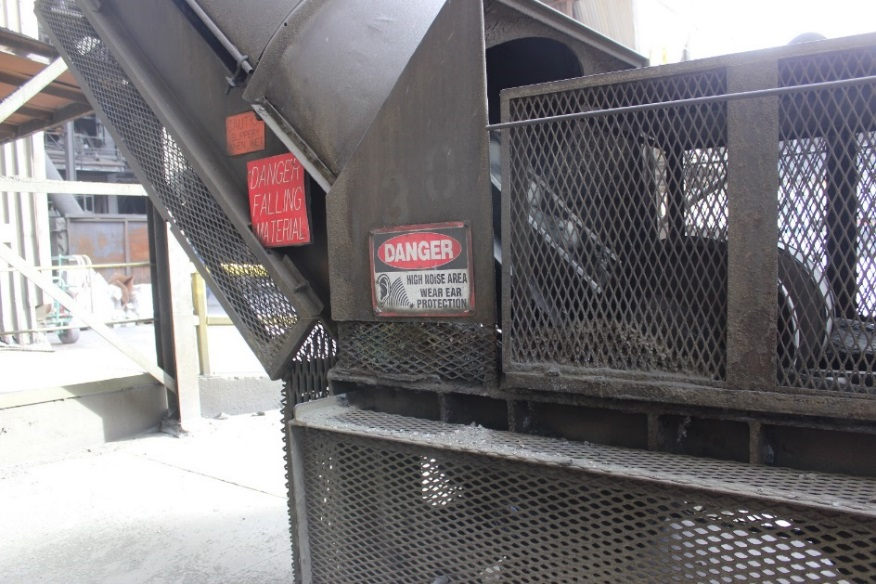 DANGER
FALLING
MATERIAL
DANGER
HIGH NOISE AREA
WEAR EAR
PROTECTION